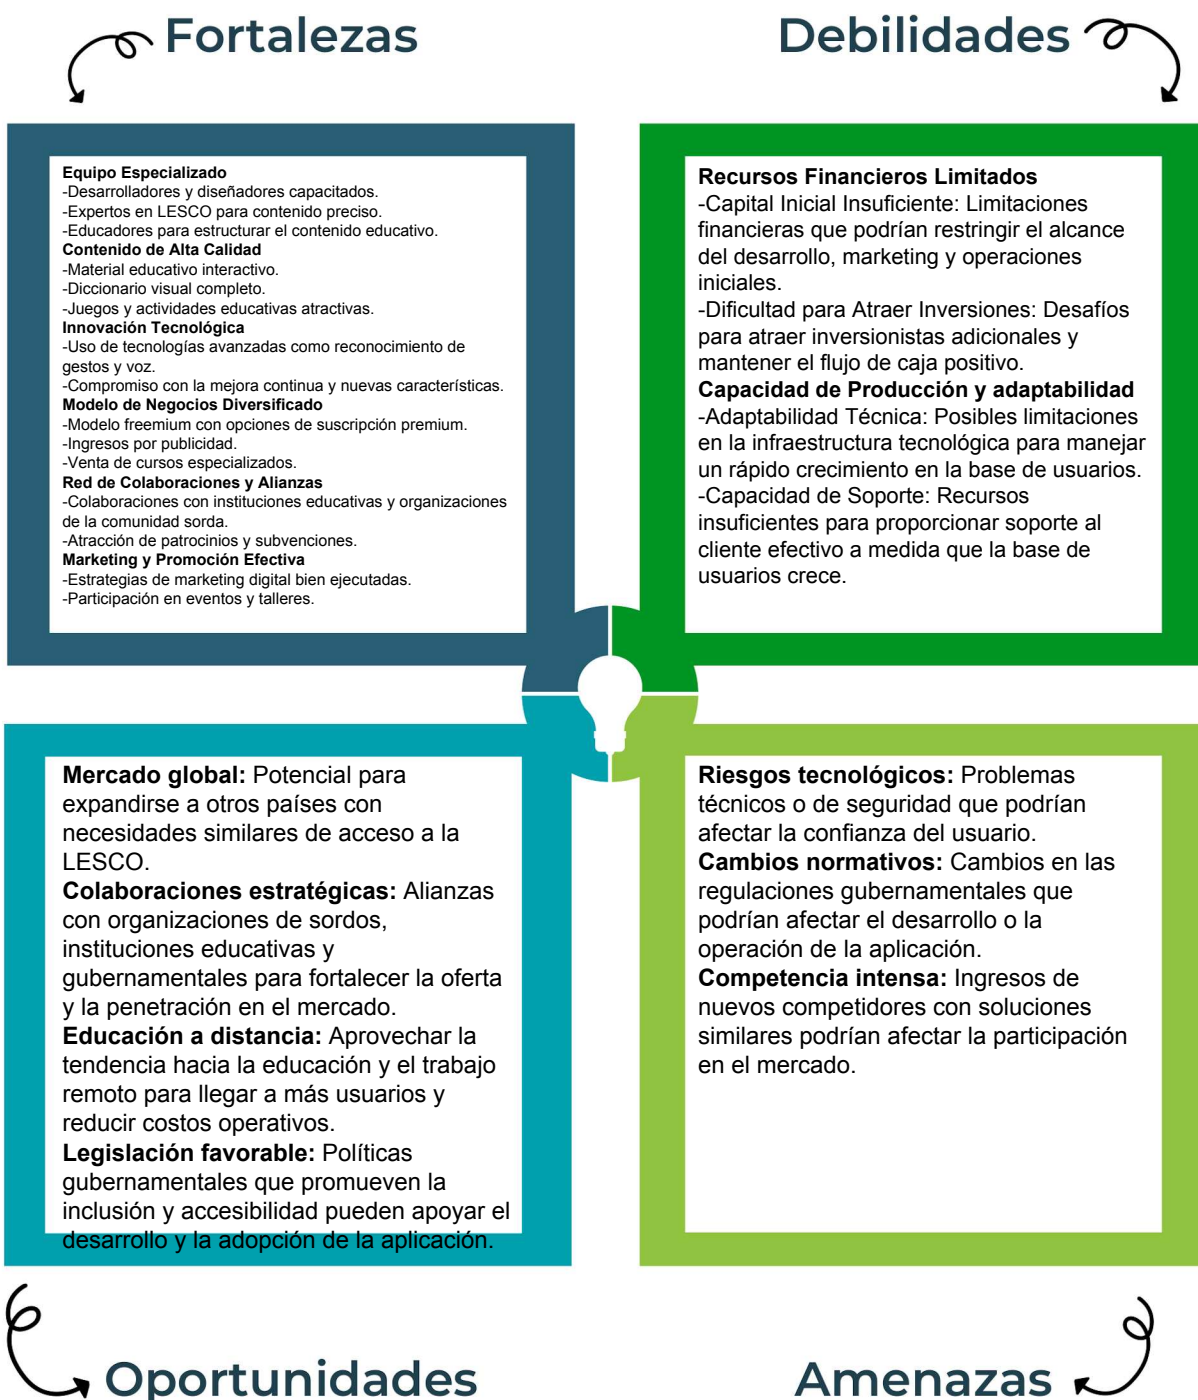 Fortalezas
Equipo Especializado
-Desarrolladores y diseñadores capacitados.
-Expertos en LESCO para contenido preciso.
-Educadores para estructurar el contenido educativo.
Contenido de Alta Calidad
-Material educativo interactivo.
-Diccionario visual completo.
-Juegos y actividades educativas atractivas.
Innovación Tecnológica
-Uso de tecnologías avanzadas como reconocimiento de
gestos y voz.
-Compromiso con la mejora continua y nuevas características.
Modelo de Negocios Diversificado
-Modelo freemium con opciones de suscripción premium.
-Ingresos por publicidad.
-Venta de cursos especializados.
Red de Colaboraciones y Alianzas
-Colaboraciones con instituciones educativas y organizaciones
de la comunidad sorda.
-Atracción de patrocinios y subvenciones.
Marketing y Promoción Efectiva
-Estrategias de marketing digital bien ejecutadas.
-Participación en eventos y talleres.
Debilidades
Recursos Financieros Limitados
-Capital Inicial Insuficiente: Limitaciones
financieras que podrían restringir el alcance
del desarrollo, marketing y operaciones
iniciales.
-Dificultad para Atraer Inversiones: Desafíos
para atraer inversionistas adicionales y
mantener el flujo de caja positivo.
Capacidad de Producción y adaptabilidad
-Adaptabilidad Técnica: Posibles limitaciones
en la infraestructura tecnológica para manejar
un rápido crecimiento en la base de usuarios.
-Capacidad de Soporte: Recursos
insuficientes para proporcionar soporte al
cliente efectivo a medida que la base de
usuarios crece.
Mercado global: Potencial para
expandirse a otros países con
necesidades similares de acceso a la
LESCO.
Colaboraciones estratégicas: Alianzas
con organizaciones de sordos,
instituciones educativas y
gubernamentales para fortalecer la oferta
y la penetración en el mercado.
Educación a distancia: Aprovechar la
tendencia hacia la educación y el trabajo
remoto para llegar a más usuarios y
reducir costos operativos.
Legislación favorable: Políticas
gubernamentales que promueven la
inclusión y accesibilidad pueden apoyar el
desarrollo y la adopción de la aplicación.
Oportunidades
Riesgos tecnológicos: Problemas
técnicos o de seguridad que podrían
afectar la confianza del usuario.
Cambios normativos: Cambios en las
regulaciones gubernamentales que
podrían afectar el desarrollo o la
operación de la aplicación.
Competencia intensa: Ingresos de
nuevos competidores con soluciones
similares podrían afectar la participación
en el mercado.
Amenazas